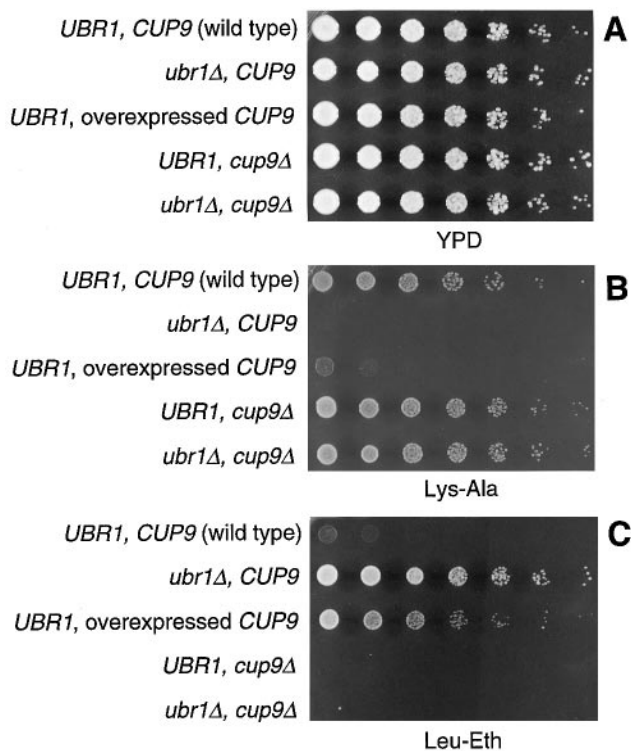 UBR1, CUP9 (wild type)
A
ubr1Δ, CUP9
UBR1, overexpressed CUP9
UBR1, cup9Δ
ubr1Δ, cup9Δ
YPD
UBR1, CUP9 (wild type)
B
ubr1Δ, CUP9
UBR1, overexpressed CUP9
UBR1, cup9Δ
ubr1Δ, cup9Δ
Lys-Ala
UBR1, CUP9 (wild type)
C
ubr1Δ, CUP9
UBR1, overexpressed CUP9
UBR1, cup9Δ
ubr1Δ, cup9Δ
Leu-Eth